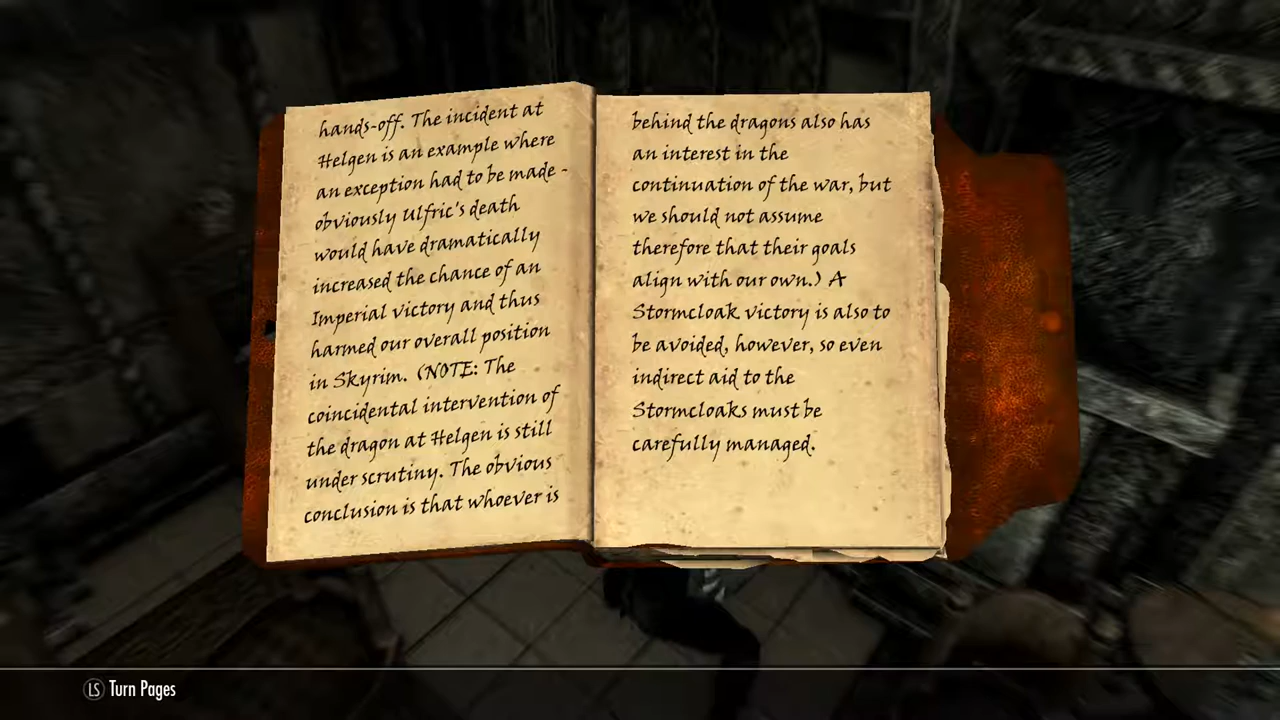 hands-off. The incident at
Helgen is an example where
an exception had to be made -
obviously Ulfric's death
would have dramatically
increased the chance of an
Imperial victory and thus
harmed our overall position
in Skyrim. (NOTE: The
coincidental intervention of
the dragon at Helgen is still
under scrutiny. The obvious
conclusion is that whoever is
behind the dragons also has
an interest in the
continuation of the war, but
we should not assume
therefore that their goals
align with our own.) A
Stormcloak victory is also to
be avoided, however, so even
indirect aid to the
Stormcloaks must be
carefully managed.
LS Turn Pages